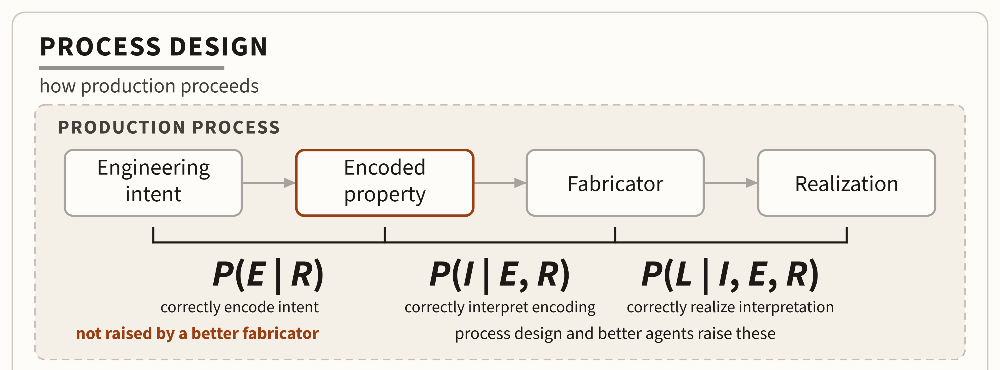 PROCESS DESIGN
how production proceeds
PRODUCTION PROCESS
Engineering
intent
Encoded
property
Fabricator
Realization
P(E | R)
P(I | E, R)
P(L | I, E, R)
correctly encode intent
correctly interpret encoding
correctly realize interpretation
not raised by a better fabricator
process design and better agents raise these